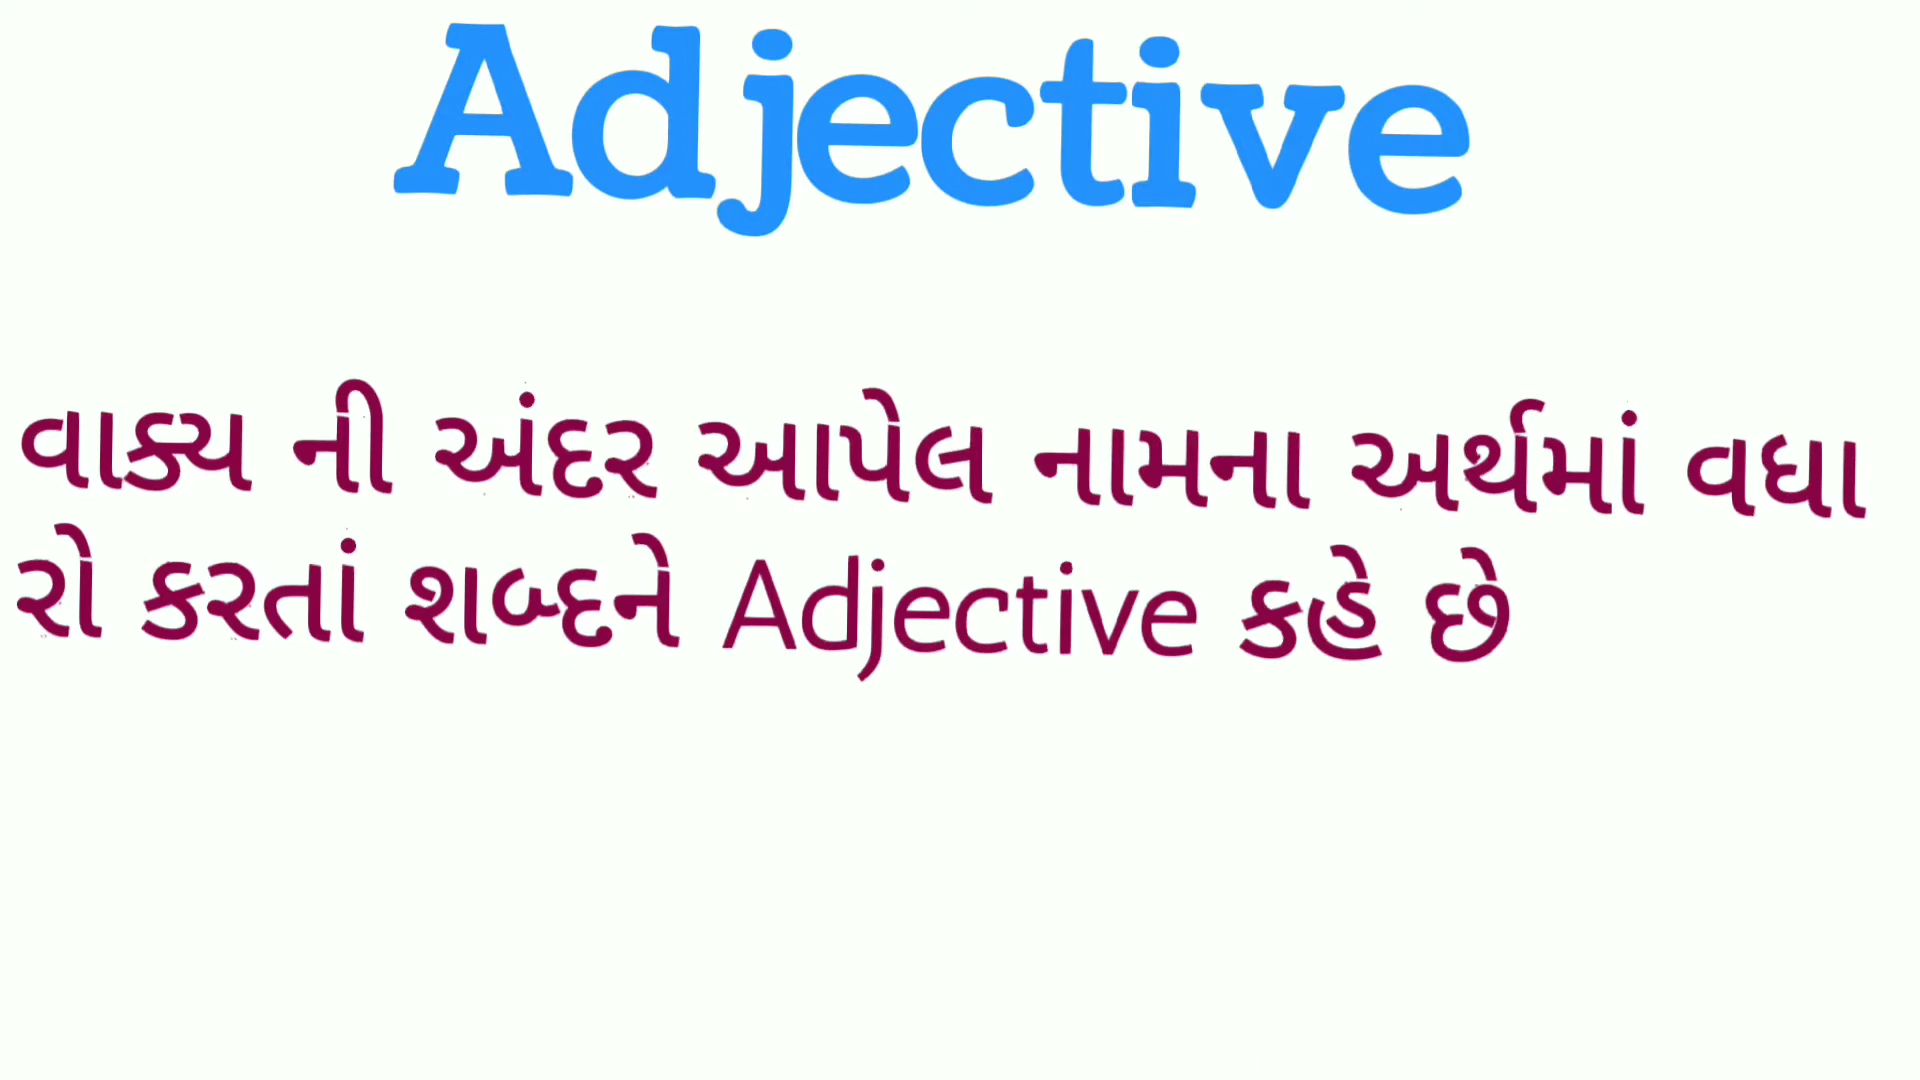 Adjective
વાક્ય ની અંદર આપેલ નામના અર્થમાં વધા
રો કરતાં શબ્દને Adjective કહે છે